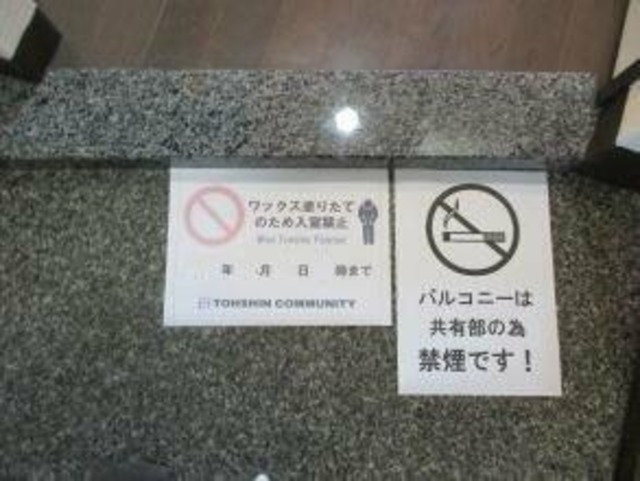 ワックス塗りたて
のため入室禁止
年 月 日 時まで
TOHSHIN COMMUNITY
バルコニーは
共有部の為
禁煙です！